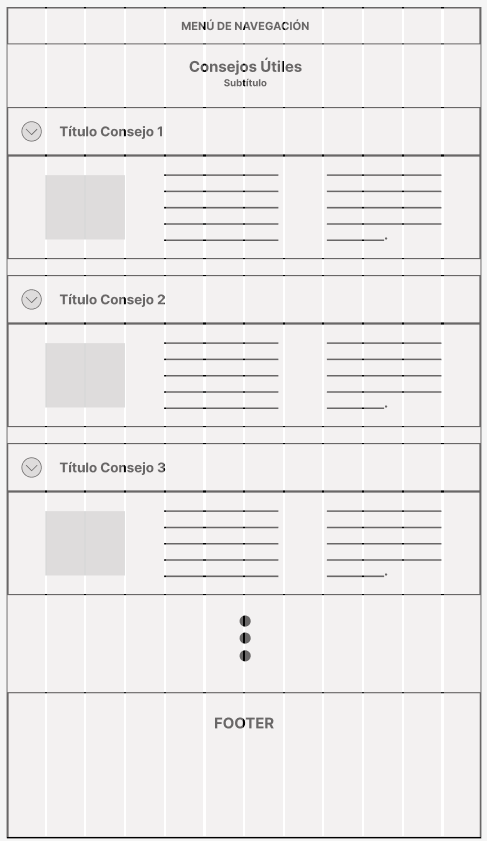 MENÚ DE NAVEGACIÓN
Consejos Útiles
Subtítulo
Título Consejo 1
Título Consejo 2
Título Consejo 3
FOOTER